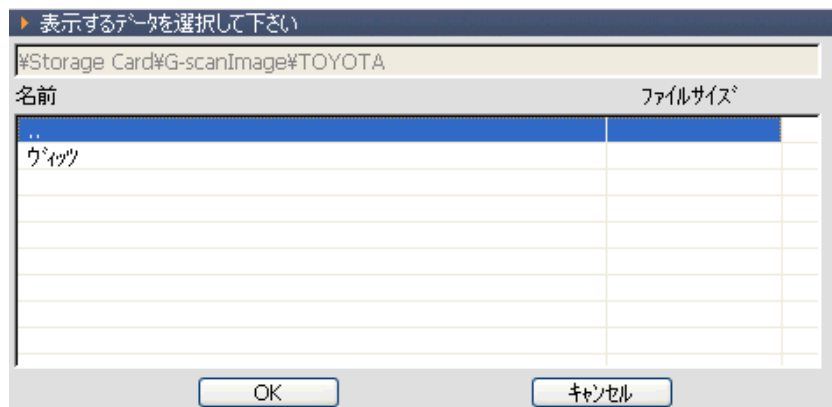 表示するﾃﾞｰﾀを選択して下さい
¥Storage Card¥G-scanImage¥TOYOTA
名前 ﾌｧｲﾙｻｲｽﾞ
..
ｳﾞｨｯﾂ
OK ｷｬﾝｾﾙ